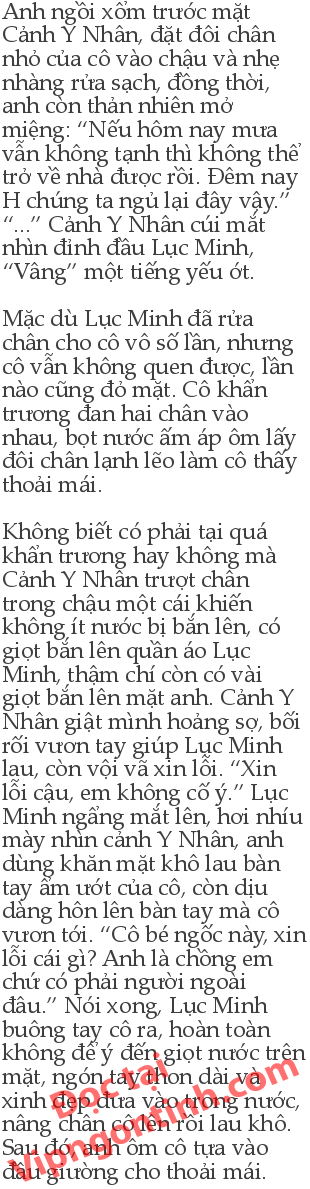 Anh ngồi xổm trước mặt
Cảnh Y Nhân, đặt đôi chân
nhỏ của cô vào chậu và nhẹ
nhàng rửa sạch, đồng thời,
anh còn thản nhiên mở
miệng: “Nếu hôm nay mưa
vẫn không tạnh thì không thể
trở về nhà được rồi. Đêm nay
H chúng ta ngủ lại đây vậy.”
“...” Cảnh Y Nhân cúi mắt
nhìn đỉnh đầu Lục Minh,
“Vâng” một tiếng yếu ớt.

Mặc dù Lục Minh đã rửa
chân cho cô vô số lần, nhưng
cô vẫn không quen được, lần
nào cũng đỏ mặt. Cô khẩn
trương đan hai chân vào
nhau, bọt nước ấm áp ôm lấy
đôi chân lạnh lẽo làm cô thấy
thoải mái.

Không biết có phải tại quá
khẩn trương hay không mà
Cảnh Y Nhân trượt chân
trong chậu một cái khiến
không ít nước bị bắn lên, có
giọt bắn lên quần áo Lục
Minh, thậm chí còn có vài
giọt bắn lên mặt anh. Cảnh Y
Nhân giật mình hoảng sợ, bối
rối vươn tay giúp Lục Minh
lau, còn vội vã xin lỗi. “Xin
lỗi cậu, em không cố ý.” Lục
Minh ngẩng mắt lên, hơi nhíu
mày nhìn cảnh Y Nhân, anh
dùng khăn mặt khô lau bàn
tay ẩm ướt của cô, còn dịu
dàng hôn lên bàn tay mà cô
vươn tới. “Cô bé ngốc này, xin
lỗi cái gì? Anh là chồng em
chứ có phải người ngoài
đâu.” Nói xong, Lục Minh
buông tay cô ra, hoàn toàn
không để ý đến giọt nước trên
mặt, ngón tay thon dài và
xinh đẹp đưa vào trong nước,
nâng chân cô lên rồi lau khô.
Sau đó, anh ôm cô tựa vào
đầu giường cho thoải mái.
Đọc tại
Vipngontinh.com